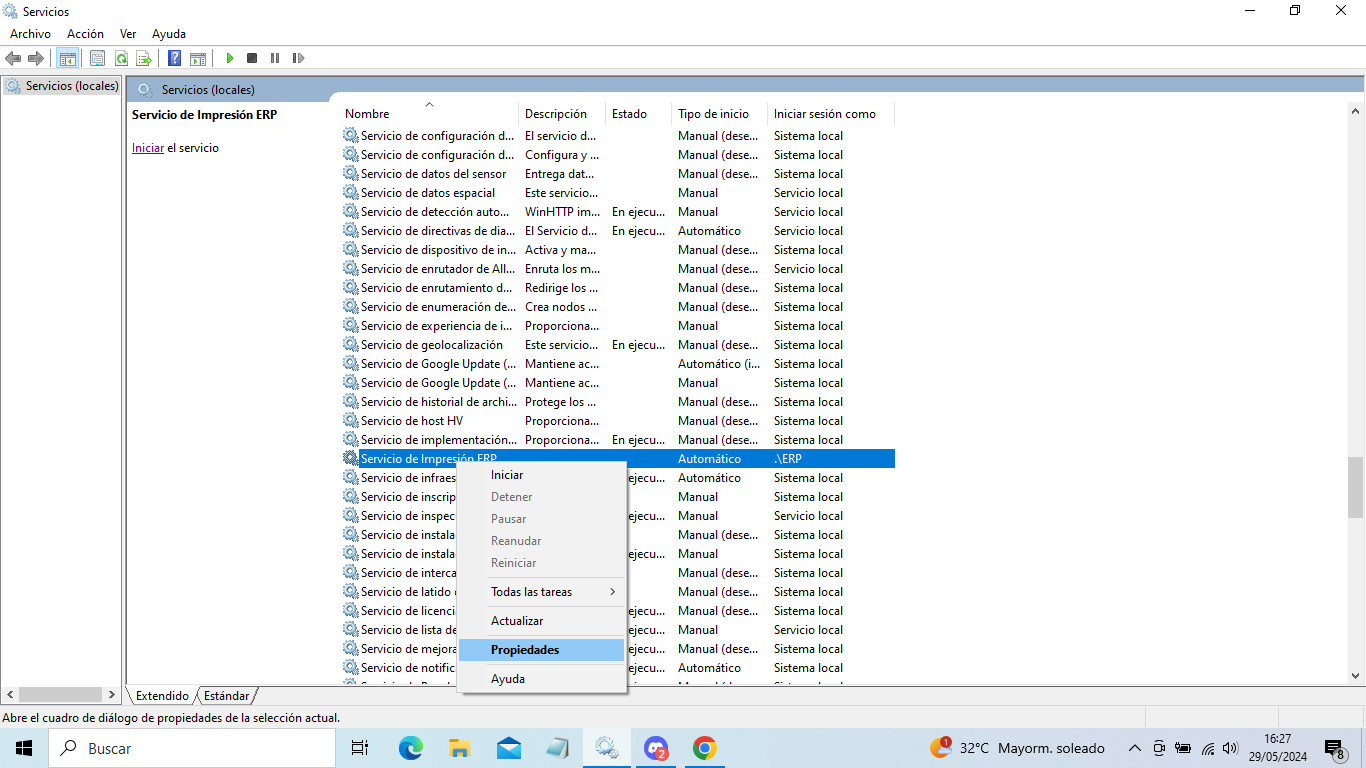 Servicios
Archivo Acción Ver Ayuda
Servicios (locales)
Servicios (locales)
Servicio de Impresión ERP
Iniciar el servicio
Nombre Descripción Estado Tipo de inicio Iniciar sesión como
Servicio de configuración d... El servicio d... Manual (dese... Sistema local
Servicio de configuración d... Configura y ... Manual (dese... Sistema local
Servicio de datos del sensor Entrega dat... Manual (dese... Sistema local
Servicio de datos espacial Este servicio... Manual Servicio local
Servicio de detección auto... WinHTTP im... En ejecu... Manual Servicio local
Servicio de directivas de dia... El Servicio d... En ejecu... Automático Servicio local
Servicio de dispositivo de in... Activa y ma... Manual (dese... Sistema local
Servicio de enrutador de All... Enruta los m... Manual (dese... Servicio local
Servicio de enrutamiento d... Redirige los ... Manual (dese... Sistema local
Servicio de enumeración de... Crea nodos ... Manual (dese... Sistema local
Servicio de experiencia de i... Proporciona... Manual Sistema local
Servicio de geolocalización Este servicio... En ejecu... Manual (dese... Sistema local
Servicio de Google Update (... Mantiene ac... Automático (i... Sistema local
Servicio de Google Update (... Mantiene ac... Manual Sistema local
Servicio de historial de archi... Protege los ... Manual (dese... Sistema local
Servicio de host HV Proporciona... Manual (dese... Sistema local
Servicio de implementación... Proporciona... En ejecu... Manual (dese... Sistema local
Servicio de Impresión ERP Automático .\ERP
Servicio de infraes ejecu... Automático Sistema local
Servicio de inscrip Manual Sistema local
Servicio de inspec ejecu... Manual Servicio local
Servicio de instala Manual (dese... Sistema local
Servicio de instala ejecu... Manual Sistema local
Servicio de interca Manual (dese... Sistema local
Servicio de latido Manual (dese... Sistema local
Servicio de licenci ejecu... Manual (dese... Sistema local
Servicio de lista de ejecu... Manual Servicio local
Servicio de mejora ejecu... Manual (dese... Sistema local
Servicio de notific ejecu... Automático Sistema local
Iniciar
Detener
Pausar
Reanudar
Reiniciar
Todas las tareas
Actualizar
Propiedades
Ayuda
Extendido Estándar
Abre el cuadro de diálogo de propiedades de la selección actual.
Buscar
2
1
32°C Mayorm. soleado
16:27
29/05/2024
8